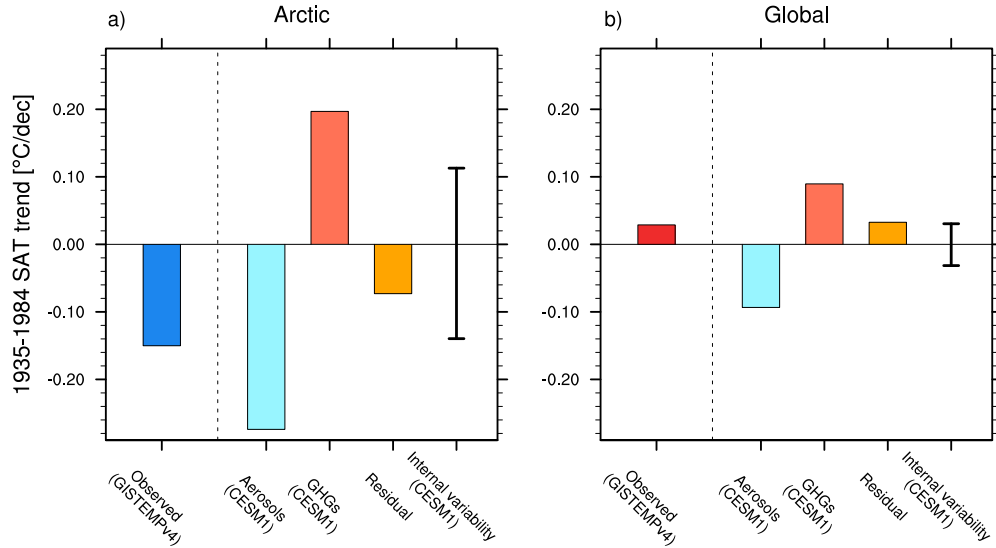 a)
Arctic
b)
Global
1935-1984 SAT trend [°C/dec]
0.20
0.10
0.00
-0.10
-0.20
0.20
0.10
0.00
-0.10
-0.20
Observed
(GISTEMPv4)
Aerosols
(CESM1)
GHGs
(CESM1)
Residual
Internal variability
(CESM1)
Observed
(GISTEMPv4)
Aerosols
(CESM1)
GHGs
(CESM1)
Residual
Internal variability
(CESM1)